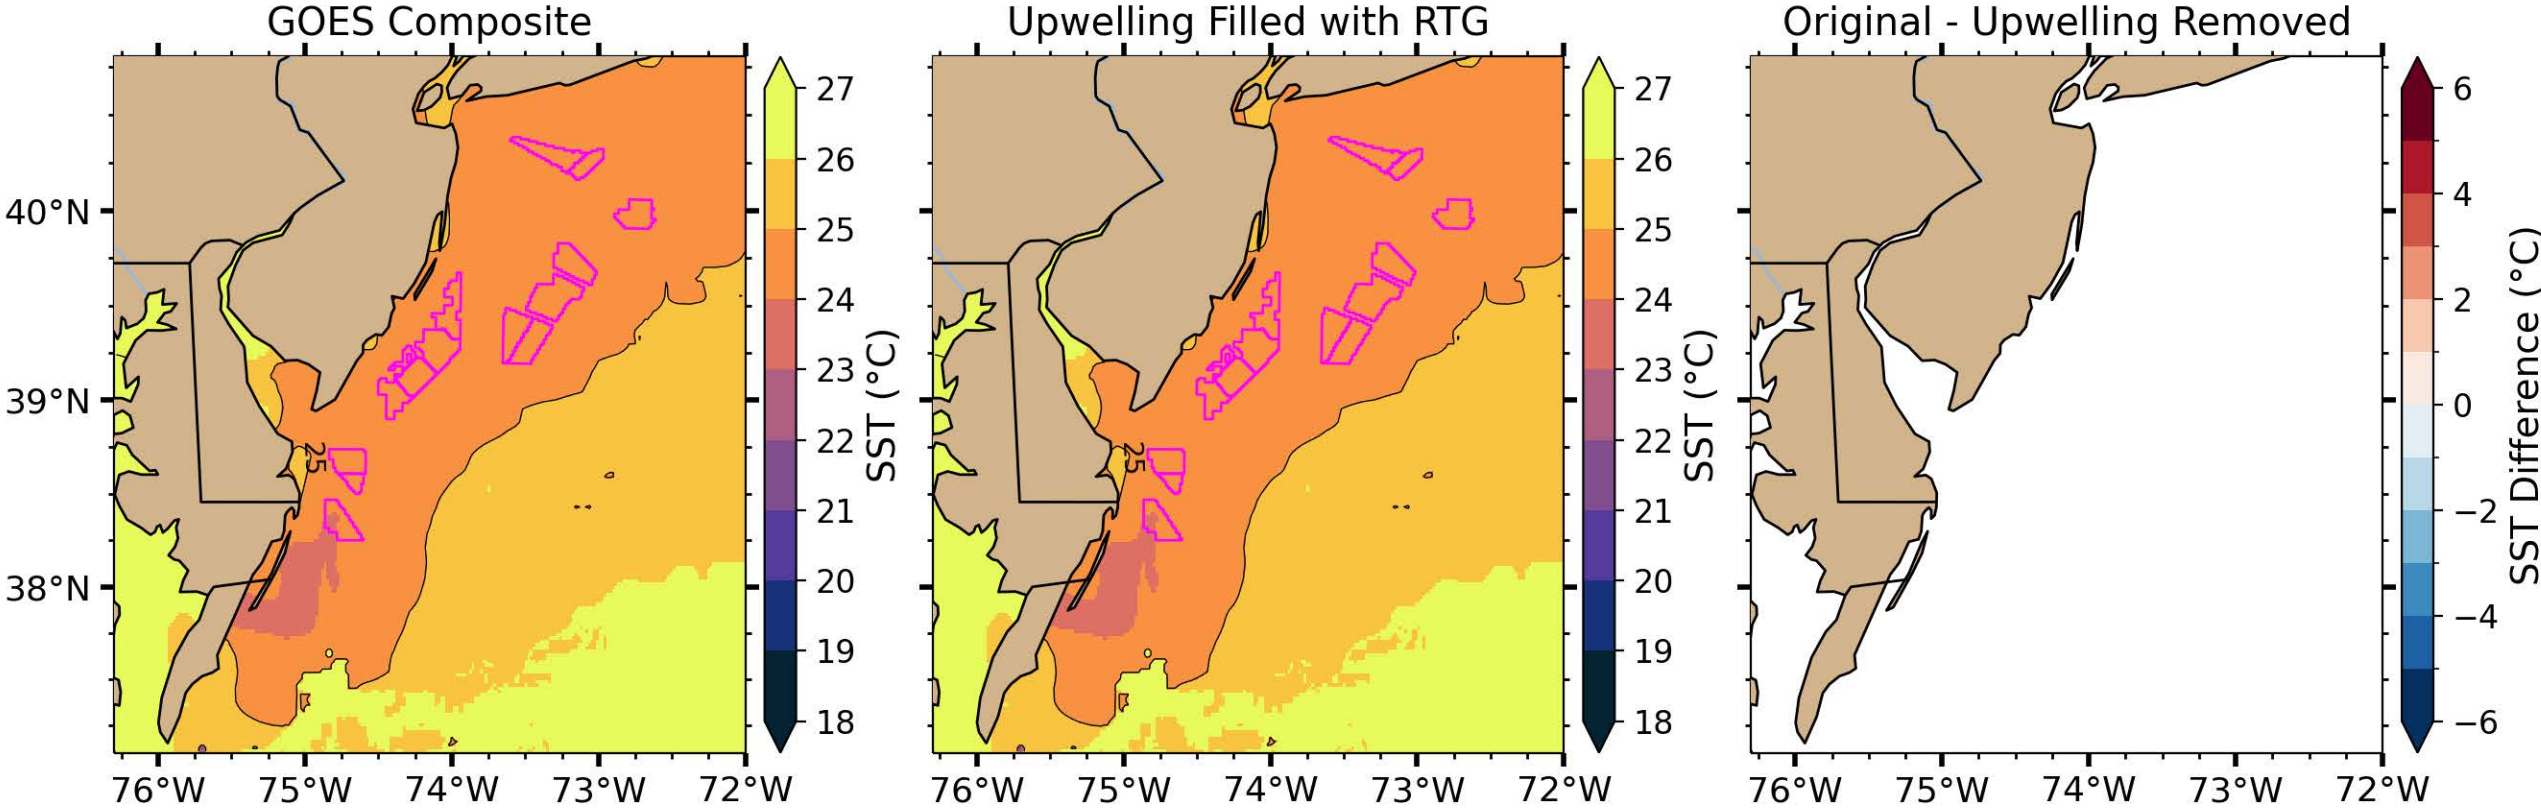 GOES Composite
Upwelling Filled with RTG
Original - Upwelling Removed
40°N
39°N
38°N
76°W
75°W
74°W
73°W
72°W
25
27
26
25
24
23
22
21
20
19
18
SST (°C)
76°W
75°W
74°W
73°W
72°W
25
27
26
25
24
23
22
21
20
19
18
SST (°C)
76°W
75°W
74°W
73°W
72°W
6
4
2
0
−2
−4
−6
SST Difference (°C)